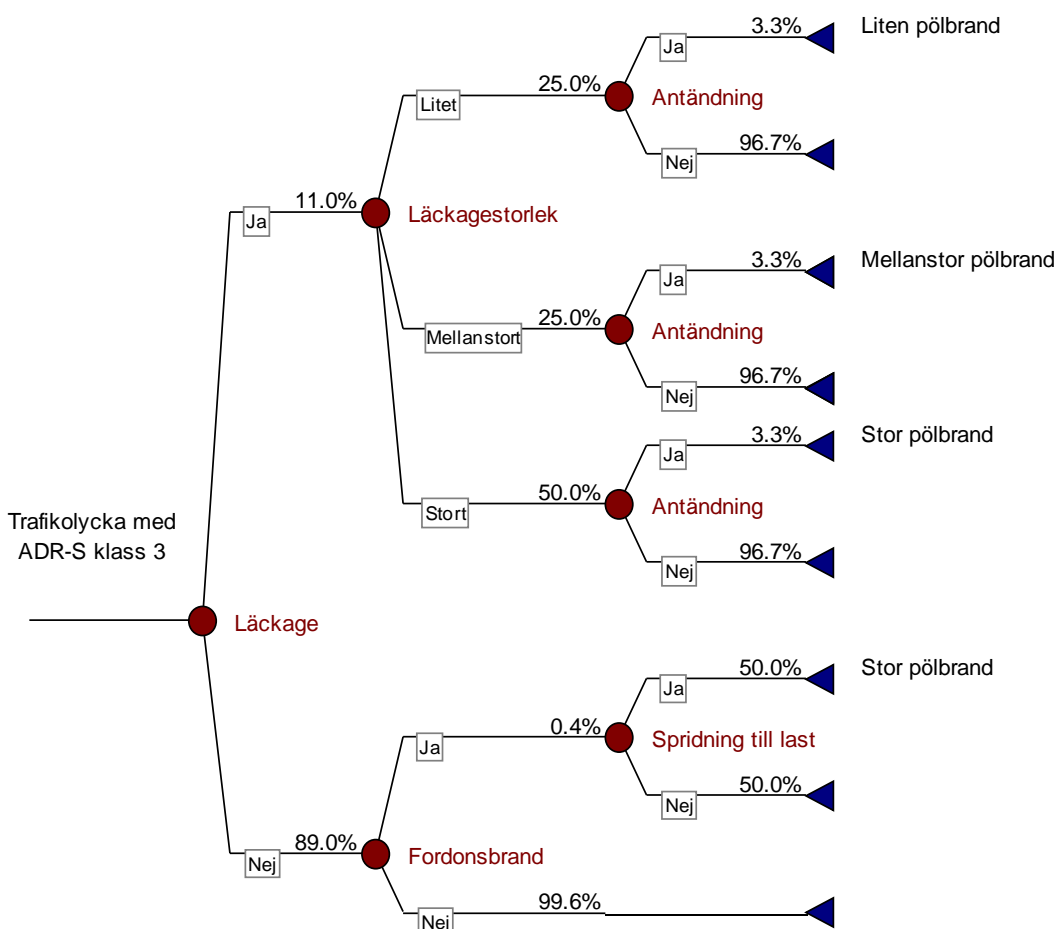 3.3%
Liten pölbrand
Ja
25.0%
Antändning
Litet
96.7%
Nej
11.0%
Ja
Läckagestorlek
3.3%
Mellanstor pölbrand
Ja
25.0%
Antändning
Mellanstort
96.7%
Nej
3.3%
Stor pölbrand
Ja
50.0%
Antändning
Stort
96.7%
Nej
Trafikolycka med
ADR-S klass 3
Läckage
50.0%
Stor pölbrand
Ja
0.4%
Spridning till last
Ja
50.0%
Nej
89.0%
Nej
Fordonsbrand
99.6%
Nej